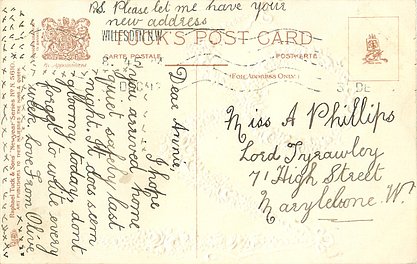 P.S. Please let me have your
new address
WILLESDEN N.W.
TUCK'S POST CARD
CARTE POSTALE
POSTKARTE
(FOR ADDRESS ONLY.)
Dear Annie,
I hope
you arrived home
quiet safely last
night. It does seem
gloomy today, dont
forget to write every
week. Love From Olive
Miss A Phillips
Lord Tyrawley
71 High Street
Marylebone. W.